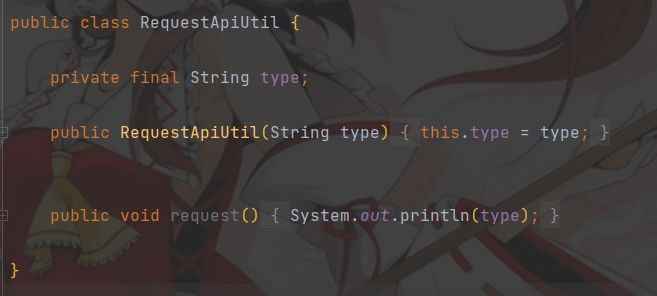 public class RequestApiUtil {
private final String type;
public RequestApiUtil(String type) { this.type = type; }
public void request() { System.out.println(type); }
}